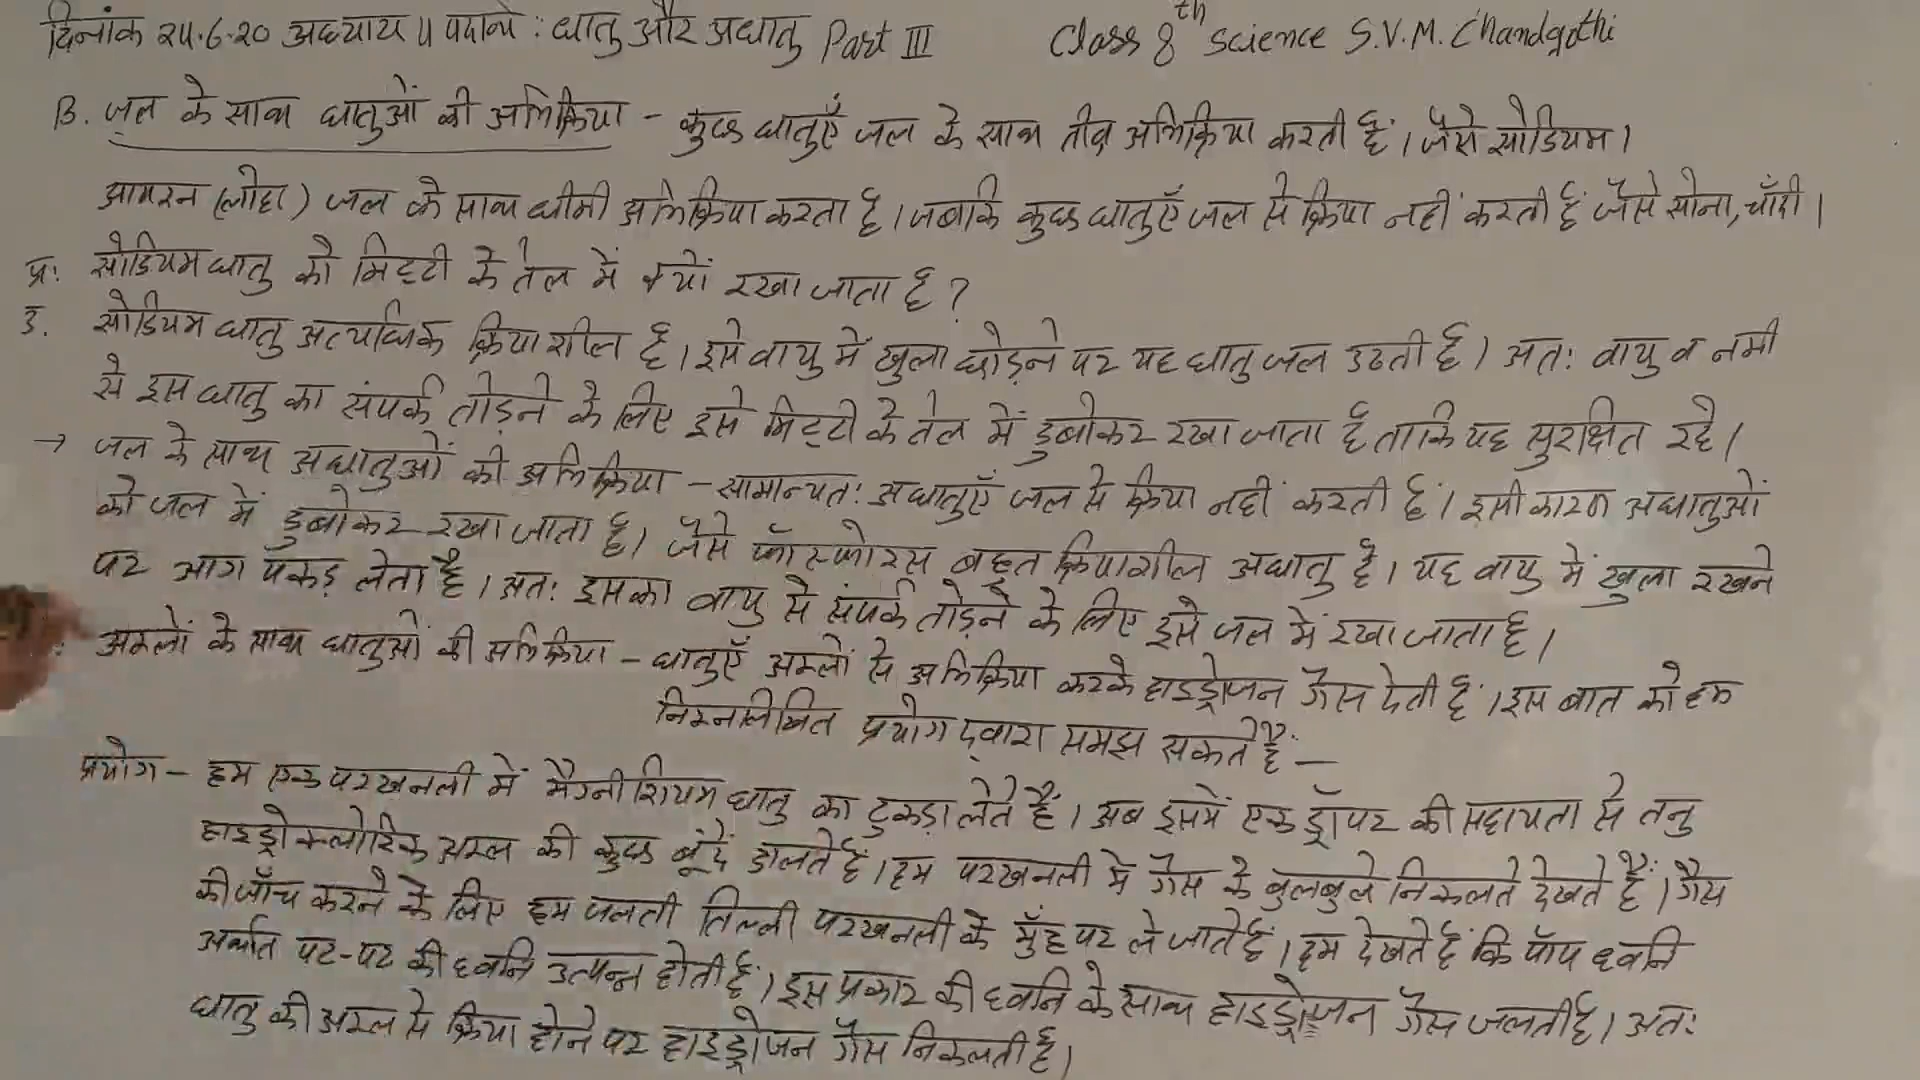 दिनांक 24.6.20 अध्याय 4 पदार्थ : धातु और अधातु Part III Class 8th Science S.V.M. Chandgothi
B. जल के साथ धातुओं की अभिक्रिया - कुछ धातुएँ जल के साथ तीव्र अभिक्रिया करती हैं। जैसे सोडियम।
आयरन (लोहा) जल के साथ धीमी अभिक्रिया करता है। जबकि कुछ धातुएँ जल से क्रिया नहीं करती हैं जैसे सोना, चाँदी।
प्र: सोडियम धातु को मिट्टी के तेल में क्यों रखा जाता है?
उ. सोडियम धातु अत्यधिक क्रियाशील है। इसे वायु में खुला छोड़ने पर यह धातु जल उठती है। अत: वायु व नमी
से इस धातु का संपर्क तोड़ने के लिए इसे मिट्टी के तेल में डुबोकर रखा जाता है ताकि यह सुरक्षित रहे।
→ जल के साथ अधातुओं की अभिक्रिया - सामान्यत: अधातुएँ जल से क्रिया नहीं करती हैं। इसी कारण अधातुओं
को जल में डुबोकर रखा जाता है। जैसे फॉस्फोरस बहुत क्रियाशील अधातु है। यह वायु में खुला रखने
पर आग पकड़ लेता है। अत: इसका वायु से संपर्क तोड़ने के लिए इसे जल में रखा जाता है।
अम्लों के साथ धातुओं की अभिक्रिया - धातुएँ अम्लों से अभिक्रिया करके हाइड्रोजन गैस देती हैं। इस बात को हम
निम्नलिखित प्रयोग द्वारा समझ सकते हैं -
प्रयोग - हम एक परखनली में मैग्नीशियम धातु का टुकड़ा लेते हैं। अब इसमें एक ड्रॉपर की सहायता से तनु
हाइड्रोक्लोरिक अम्ल की कुछ बूंदें डालते हैं। हम परखनली में गैस के बुलबुले निकलते देखते हैं। गैस
की जाँच करने के लिए हम जलती तिल्ली परखनली के मुँह पर ले जाते हैं। हम देखते हैं कि पॉप ध्वनि
अर्थात पट-पट की ध्वनि उत्पन्न होती है। इस प्रकार की ध्वनि के साथ हाइड्रोजन गैस जलती है। अत:
धातु की अम्ल से क्रिया होने पर हाइड्रोजन गैस निकलती है।